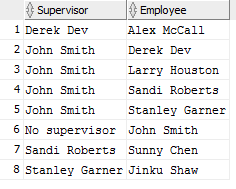 Supervisor Employee
1 Derek Dev Alex McCall
2 John Smith Derek Dev
3 John Smith Larry Houston
4 John Smith Sandi Roberts
5 John Smith Stanley Garner
6 No supervisor John Smith
7 Sandi Roberts Sunny Chen
8 Stanley Garner Jinku Shaw